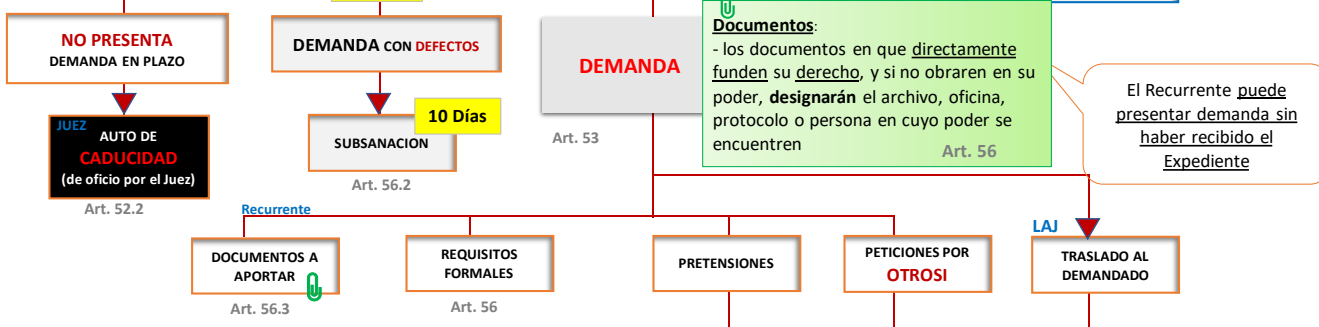 NO PRESENTA
DEMANDA EN PLAZO
JUEZ
AUTO DE
CADUCIDAD
(de oficio por el Juez)
Art. 52.2
DEMANDA CON DEFECTOS
10 Días
SUBSANACION
Art. 56.2
DEMANDA
Art. 53
Documentos:
- los documentos en que directamente
funden su derecho, y si no obraren en su
poder, designarán el archivo, oficina,
protocolo o persona en cuyo poder se
encuentren
Art. 56
El Recurrente puede
presentar demanda sin
haber recibido el
Expediente
Recurrente
DOCUMENTOS A
APORTAR
Art. 56.3
REQUISITOS
FORMALES
Art. 56
PRETENSIONES
PETICIONES POR
OTROSI
LAJ
TRASLADO AL
DEMANDADO